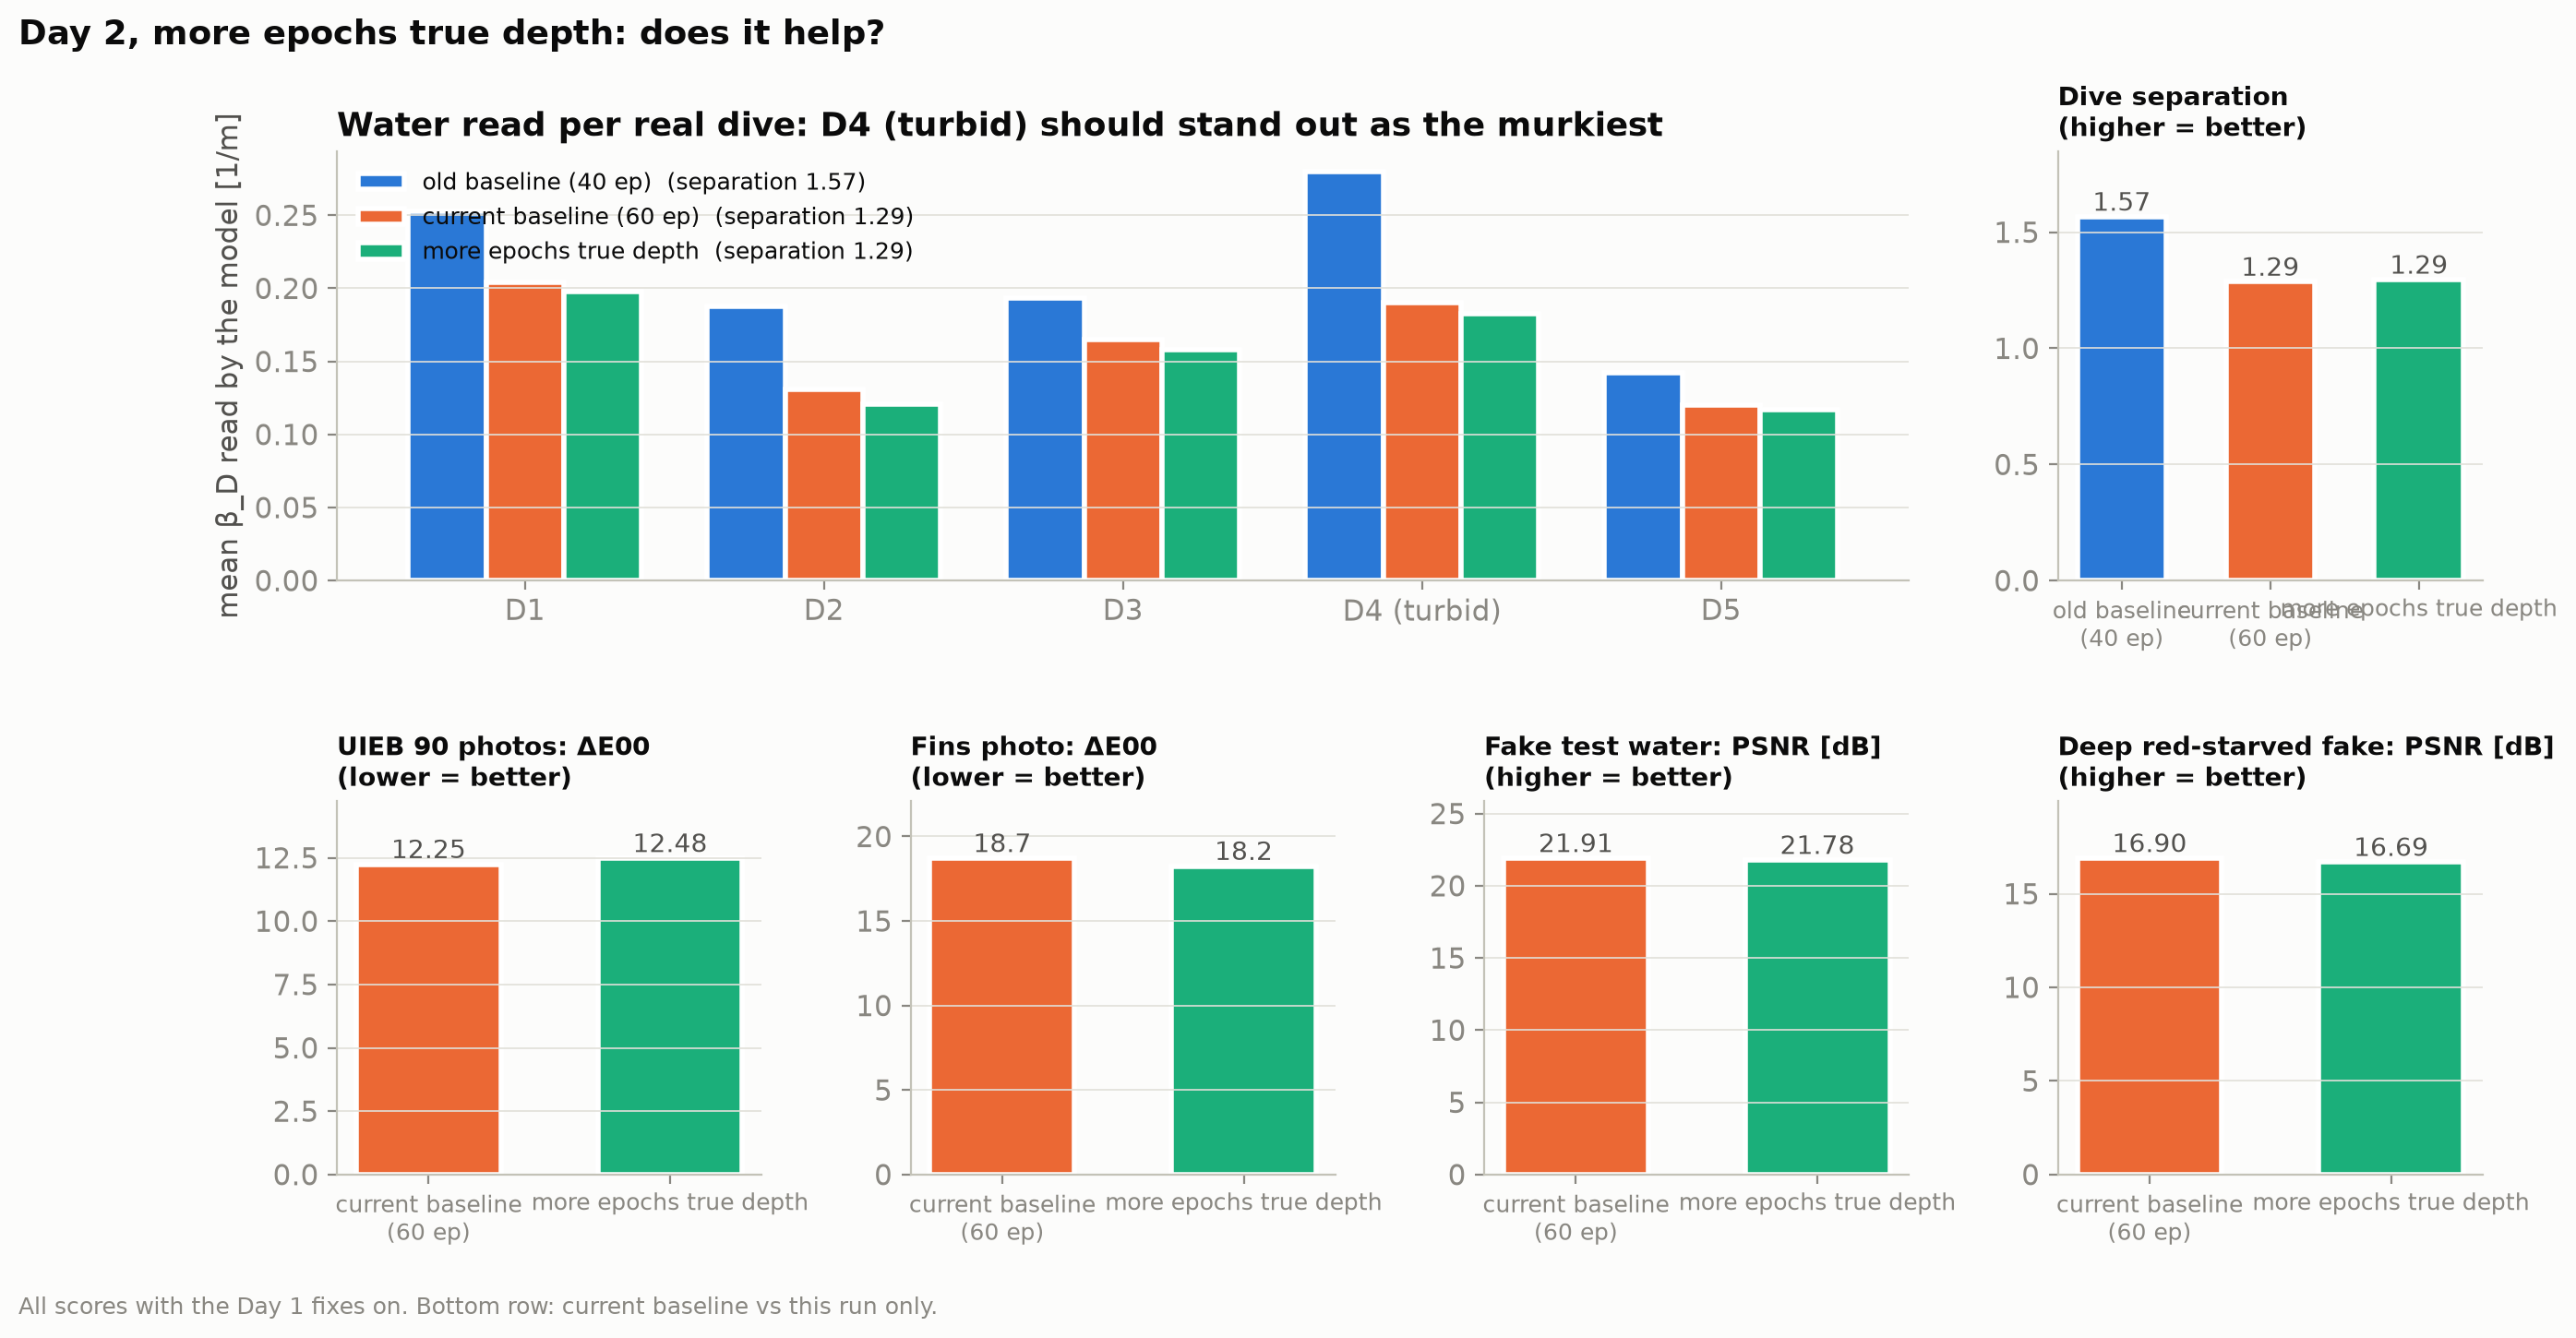 Day 2, more epochs true depth: does it help?
Water read per real dive: D4 (turbid) should stand out as the murkiest
mean β_D read by the model [1/m]
0.25
0.20
0.15
0.10
0.05
0.00
old baseline (40 ep)  (separation 1.57)
current baseline (60 ep)  (separation 1.29)
more epochs true depth  (separation 1.29)
D1
D2
D3
D4 (turbid)
D5
Dive separation
(higher = better)
1.5
1.0
0.5
0.0
1.57
1.29
1.29
old baseline
(40 ep)
current baseline
(60 ep)
more epochs true depth
UIEB 90 photos: ΔE00
(lower = better)
12.5
10.0
7.5
5.0
2.5
0.0
12.25
12.48
current baseline
(60 ep)
more epochs true depth
Fins photo: ΔE00
(lower = better)
20
15
10
5
0
18.7
18.2
current baseline
(60 ep)
more epochs true depth
Fake test water: PSNR [dB]
(higher = better)
25
20
15
10
5
0
21.91
21.78
current baseline
(60 ep)
more epochs true depth
Deep red-starved fake: PSNR [dB]
(higher = better)
15
10
5
0
16.90
16.69
current baseline
(60 ep)
more epochs true depth
All scores with the Day 1 fixes on. Bottom row: current baseline vs this run only.